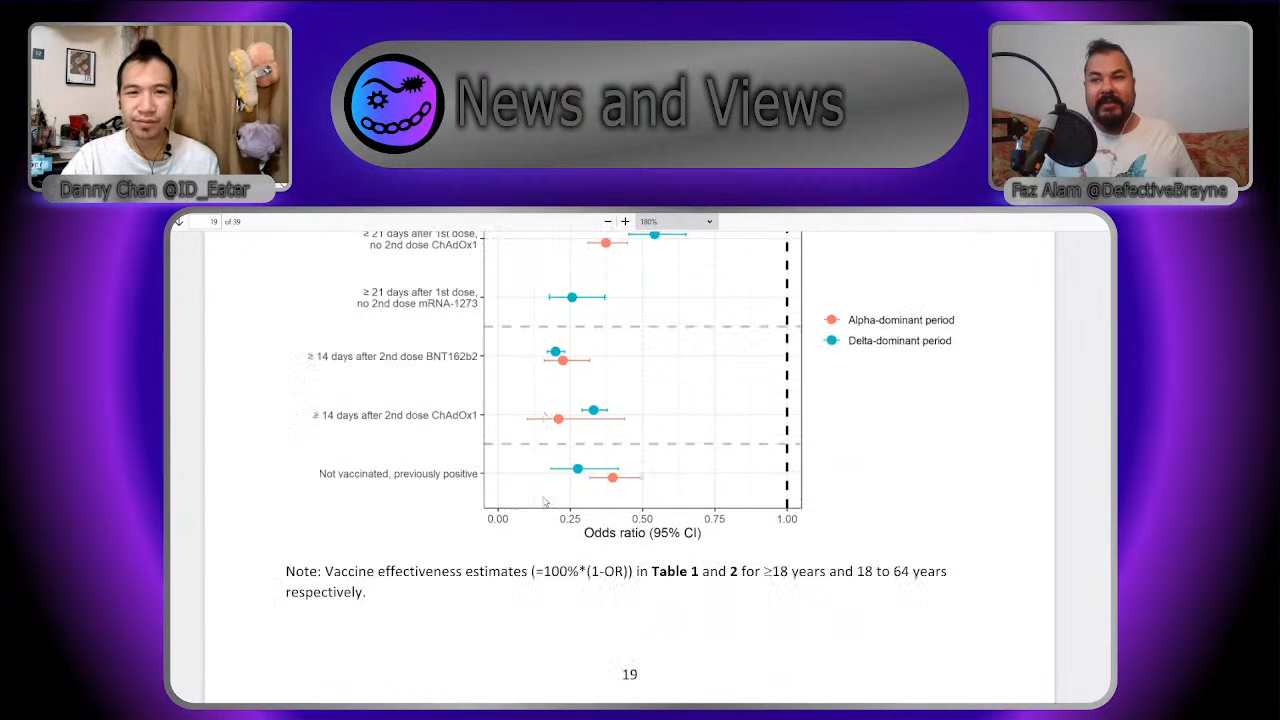 News and Views
Danny Chan @ID_Eater
Faz Alam @DefectiveBrayne
19 of 39
180%
≥ 21 days after 1st dose,
no 2nd dose ChAdOx1
≥ 21 days after 1st dose,
no 2nd dose mRNA-1273
≥ 14 days after 2nd dose BNT162b2
≥ 14 days after 2nd dose ChAdOx1
Not vaccinated, previously positive
Alpha-dominant period
Delta-dominant period
0.00 0.25 0.50 0.75 1.00
Odds ratio (95% CI)
Note: Vaccine effectiveness estimates (=100%*(1-OR)) in Table 1 and 2 for ≥18 years and 18 to 64 years
respectively.
19